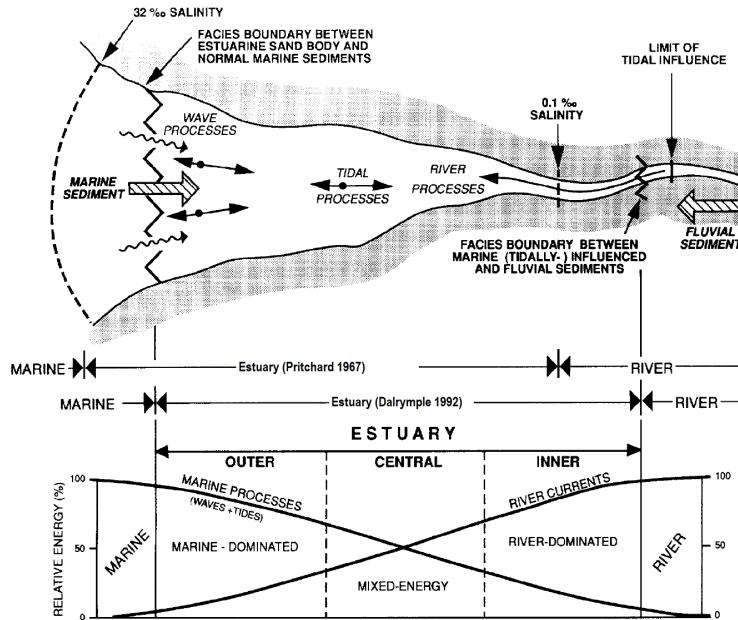 32 ‰ SALINITY
FACIES BOUNDARY BETWEEN
ESTUARINE SAND BODY AND
NORMAL MARINE SEDIMENTS
LIMIT OF
TIDAL INFLUENCE
0.1 ‰
SALINITY
WAVE
PROCESSES
MARINE
SEDIMENT
TIDAL
PROCESSES
RIVER
PROCESSES
FLUVIAL
SEDIMENT
FACIES BOUNDARY BETWEEN
MARINE (TIDALLY-) INFLUENCED
AND FLUVIAL SEDIMENTS
MARINE
Estuary (Pritchard 1967)
RIVER
MARINE
Estuary (Dalrymple 1992)
RIVER
ESTUARY
OUTER
CENTRAL
INNER
RELATIVE ENERGY (%)
100
50
0
MARINE
MARINE PROCESSES
(WAVES + TIDES)
MARINE - DOMINATED
MIXED-ENERGY
RIVER CURRENTS
RIVER-DOMINATED
RIVER
100
50
0